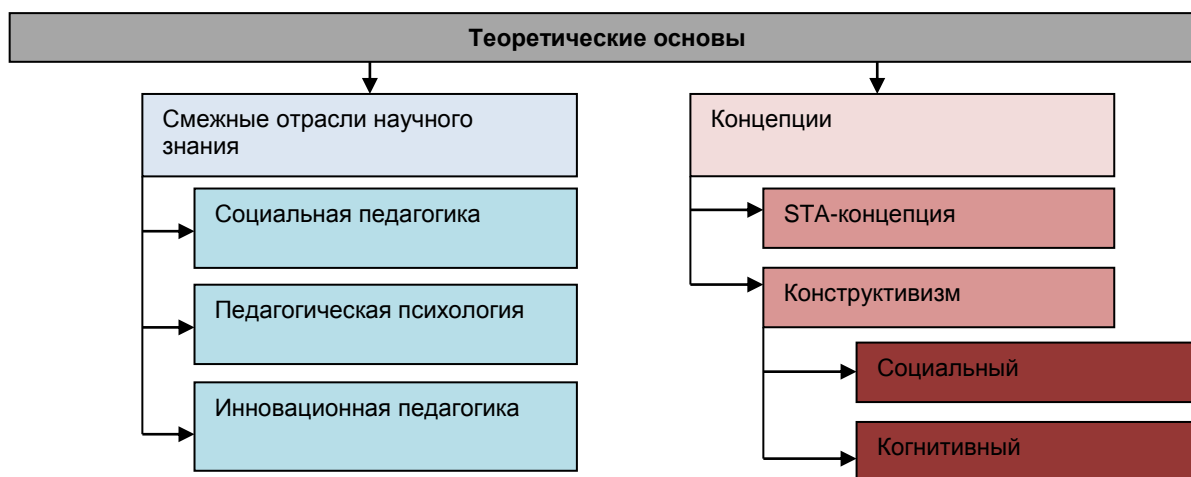 Теоретические основы
Смежные отрасли научного
знания
Социальная педагогика
Педагогическая психология
Инновационная педагогика
Концепции
STA-концепция
Конструктивизм
Социальный
Когнитивный